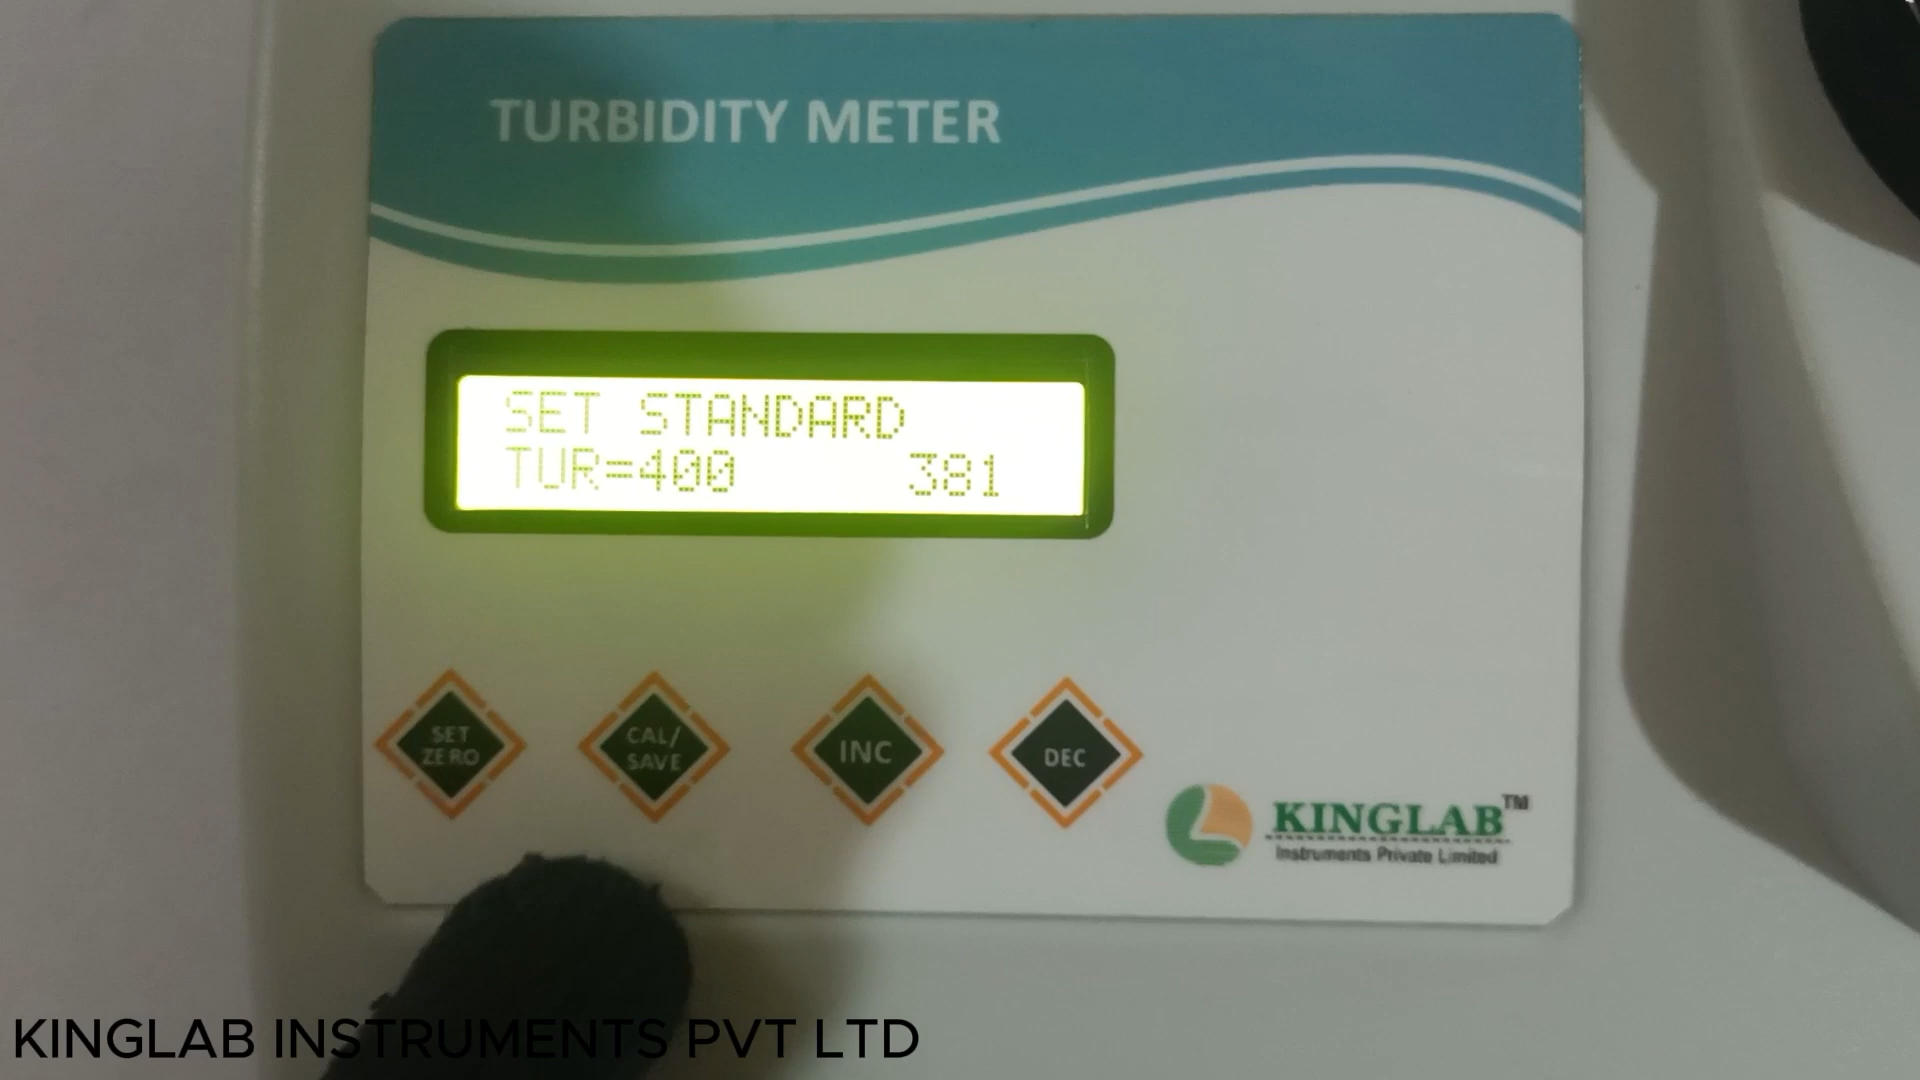 TURBIDITY METER
SET STANDARD
TUR=400 381
SET
ZERO
CAL/
SAVE
INC
DEC
KINGLAB™
Instruments Private Limited
KINGLAB INSTRUMENTS PVT LTD